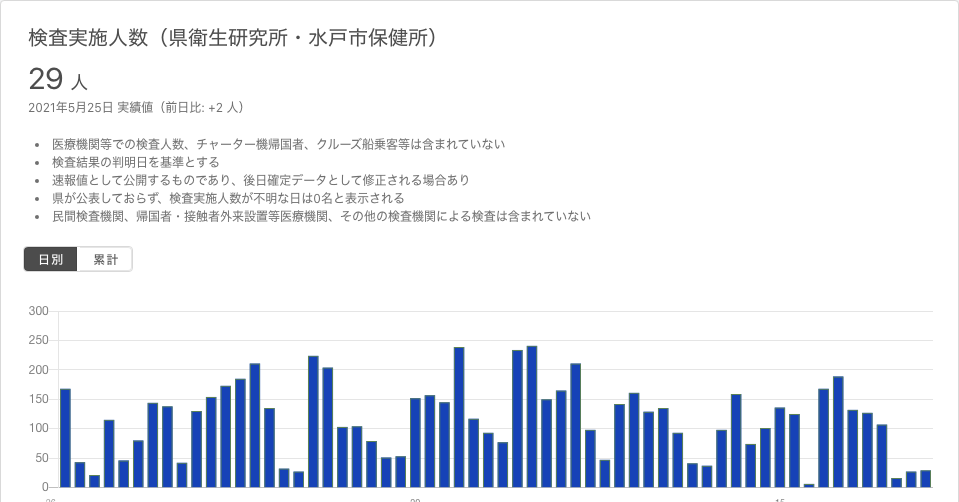 検査実施人数（県衛生研究所・水戸市保健所）
29 人
2021年5月25日 実績値（前日比: +2 人）
• 医療機関等での検査人数、チャーター機帰国者、クルーズ船乗客等は含まれていない
• 検査結果の判明日を基準とする
• 速報値として公開するものであり、後日確定データとして修正される場合あり
• 県が公表しておらず、検査実施人数が不明な日は0名と表示される
• 民間検査機関、帰国者・接触者外来設置等医療機関、その他の検査機関による検査は含まれていない
日別 累計
300
250
200
150
100
50
0